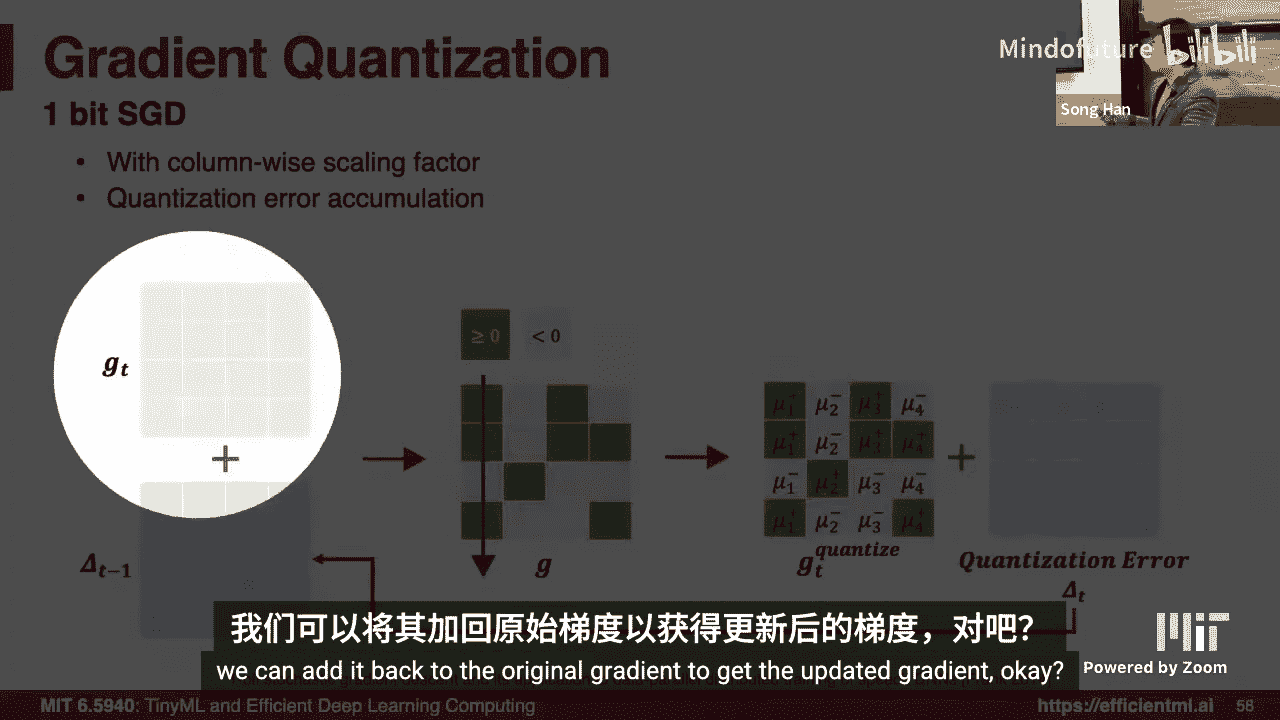 Gradient Quantization
Mindofuture bilibili
1 bit SGD
Song Han
• With column-wise scaling factor
• Quantization error accumulation
≥ 0 < 0
g_t
+
μ₁⁺ μ₂⁻ μ₃⁺ μ₄⁻
μ₁⁺ μ₂⁻ μ₃⁺ μ₄⁺
+
μ₁⁻ μ₂⁺ μ₃⁻ μ₄⁻
μ₁⁺ μ₂⁻ μ₃⁻ μ₄⁺
Δ_{t−1}
g
g_t^{quantize}
Quantization Error
Δ_t
我们可以将其加回原始梯度以获得更新后的梯度，对吧？
we can add it back to the original gradient to get the updated gradient, okay?
MIT
Powered by Zoom
MIT 6.5940: TinyML and Efficient Deep Learning Computing
https://efficientml.ai 58